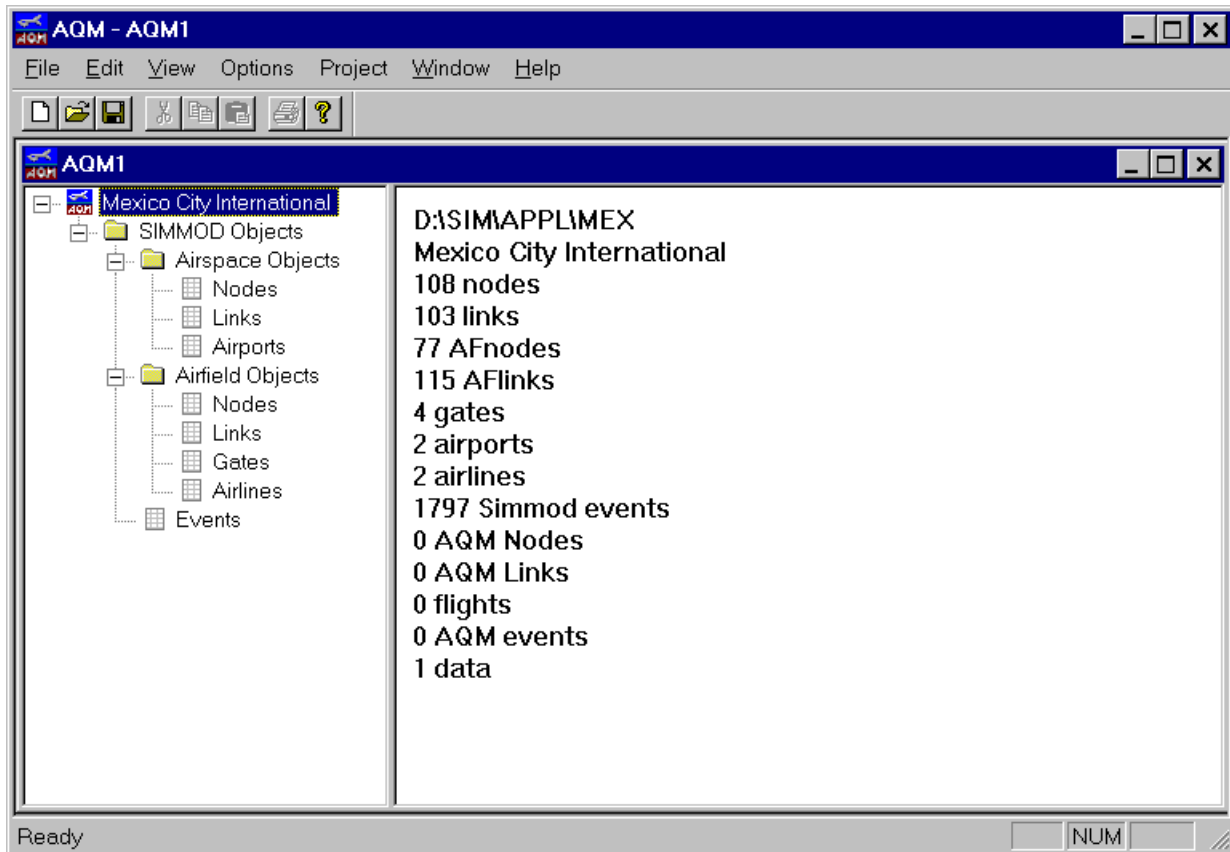 AQM - AQM1
File Edit View Options Project Window Help
AQM1
Mexico City International
SIMMOD Objects
Airspace Objects
Nodes
Links
Airports
Airfield Objects
Nodes
Links
Gates
Airlines
Events
D:\SIM\APPL\MEX
Mexico City International
108 nodes
103 links
77 AFnodes
115 AFlinks
4 gates
2 airports
2 airlines
1797 Simmod events
0 AQM Nodes
0 AQM Links
0 flights
0 AQM events
1 data
Ready NUM